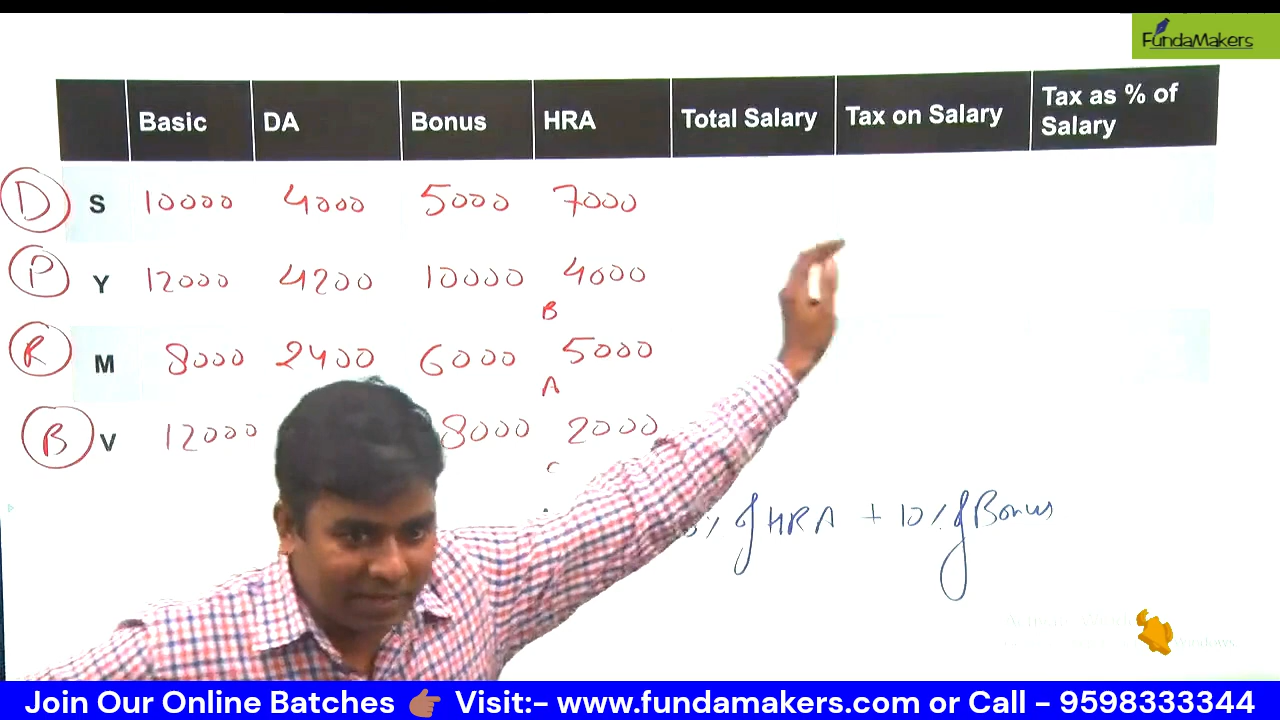 FundaMakers
Basic DA Bonus HRA Total Salary Tax on Salary Tax as % of Salary
D S 10000 4000 5000 7000
P Y 12000 4200 10000 4000
B
R M 8000 2400 6000 5000
A
B V 12000 8000 2000
C
% of HRA + 10% of Bonus
Join Our Online Batches Visit:- www.fundamakers.com or Call - 9598333344